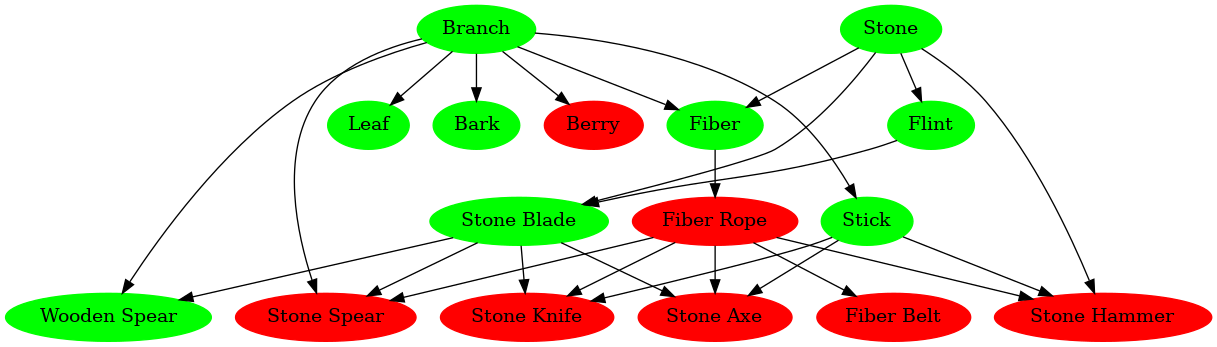 Branch
Stone
Leaf
Bark
Berry
Fiber
Flint
Stone Blade
Fiber Rope
Stick
Wooden Spear
Stone Spear
Stone Knife
Stone Axe
Fiber Belt
Stone Hammer